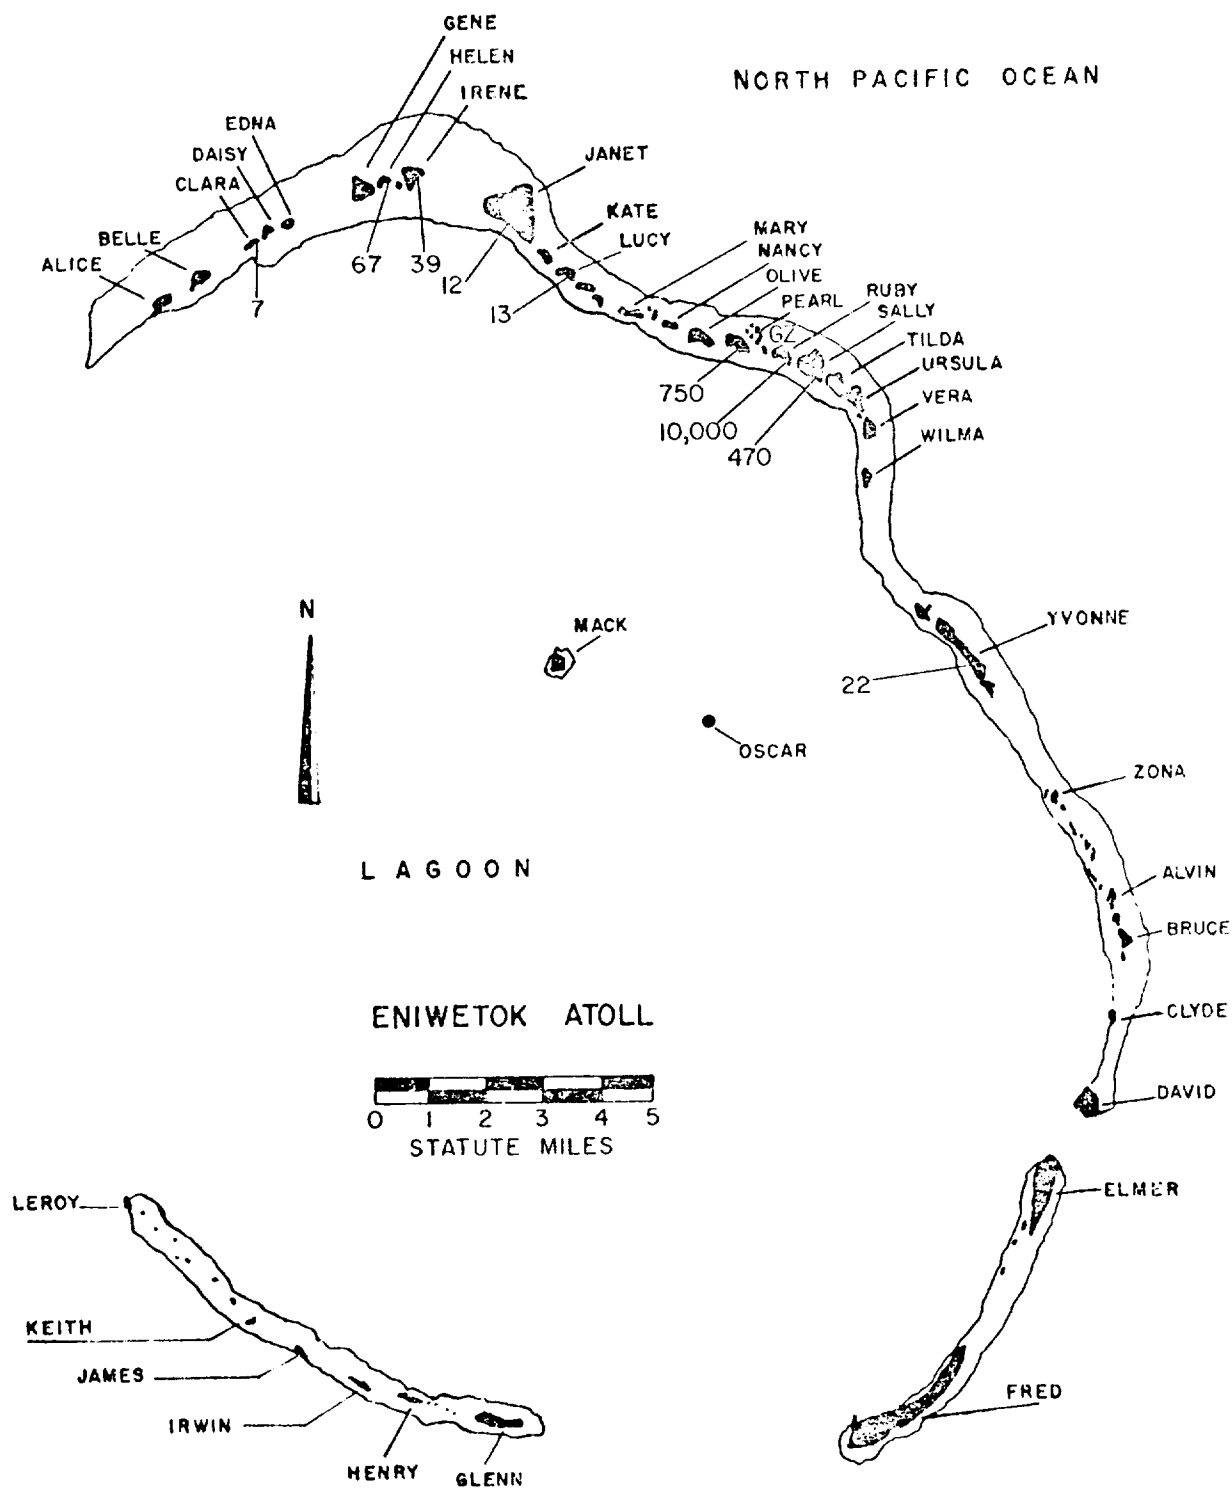 GENE
HELEN
IRENE
NORTH PACIFIC OCEAN
EDNA
DAISY
CLARA
JANET
BELLE
ALICE
KATE
LUCY
MARY
NANCY
OLIVE
PEARL
RUBY
SALLY
GZ
TILDA
URSULA
VERA
WILMA
7
67
39
12
13
750
10,000
470
N
MACK
YVONNE
22
OSCAR
ZONA
LAGOON
ALVIN
BRUCE
ENIWETOK ATOLL
CLYDE
DAVID
0 1 2 3 4 5
STATUTE MILES
LEROY
ELMER
KEITH
JAMES
IRWIN
HENRY
GLENN
FRED